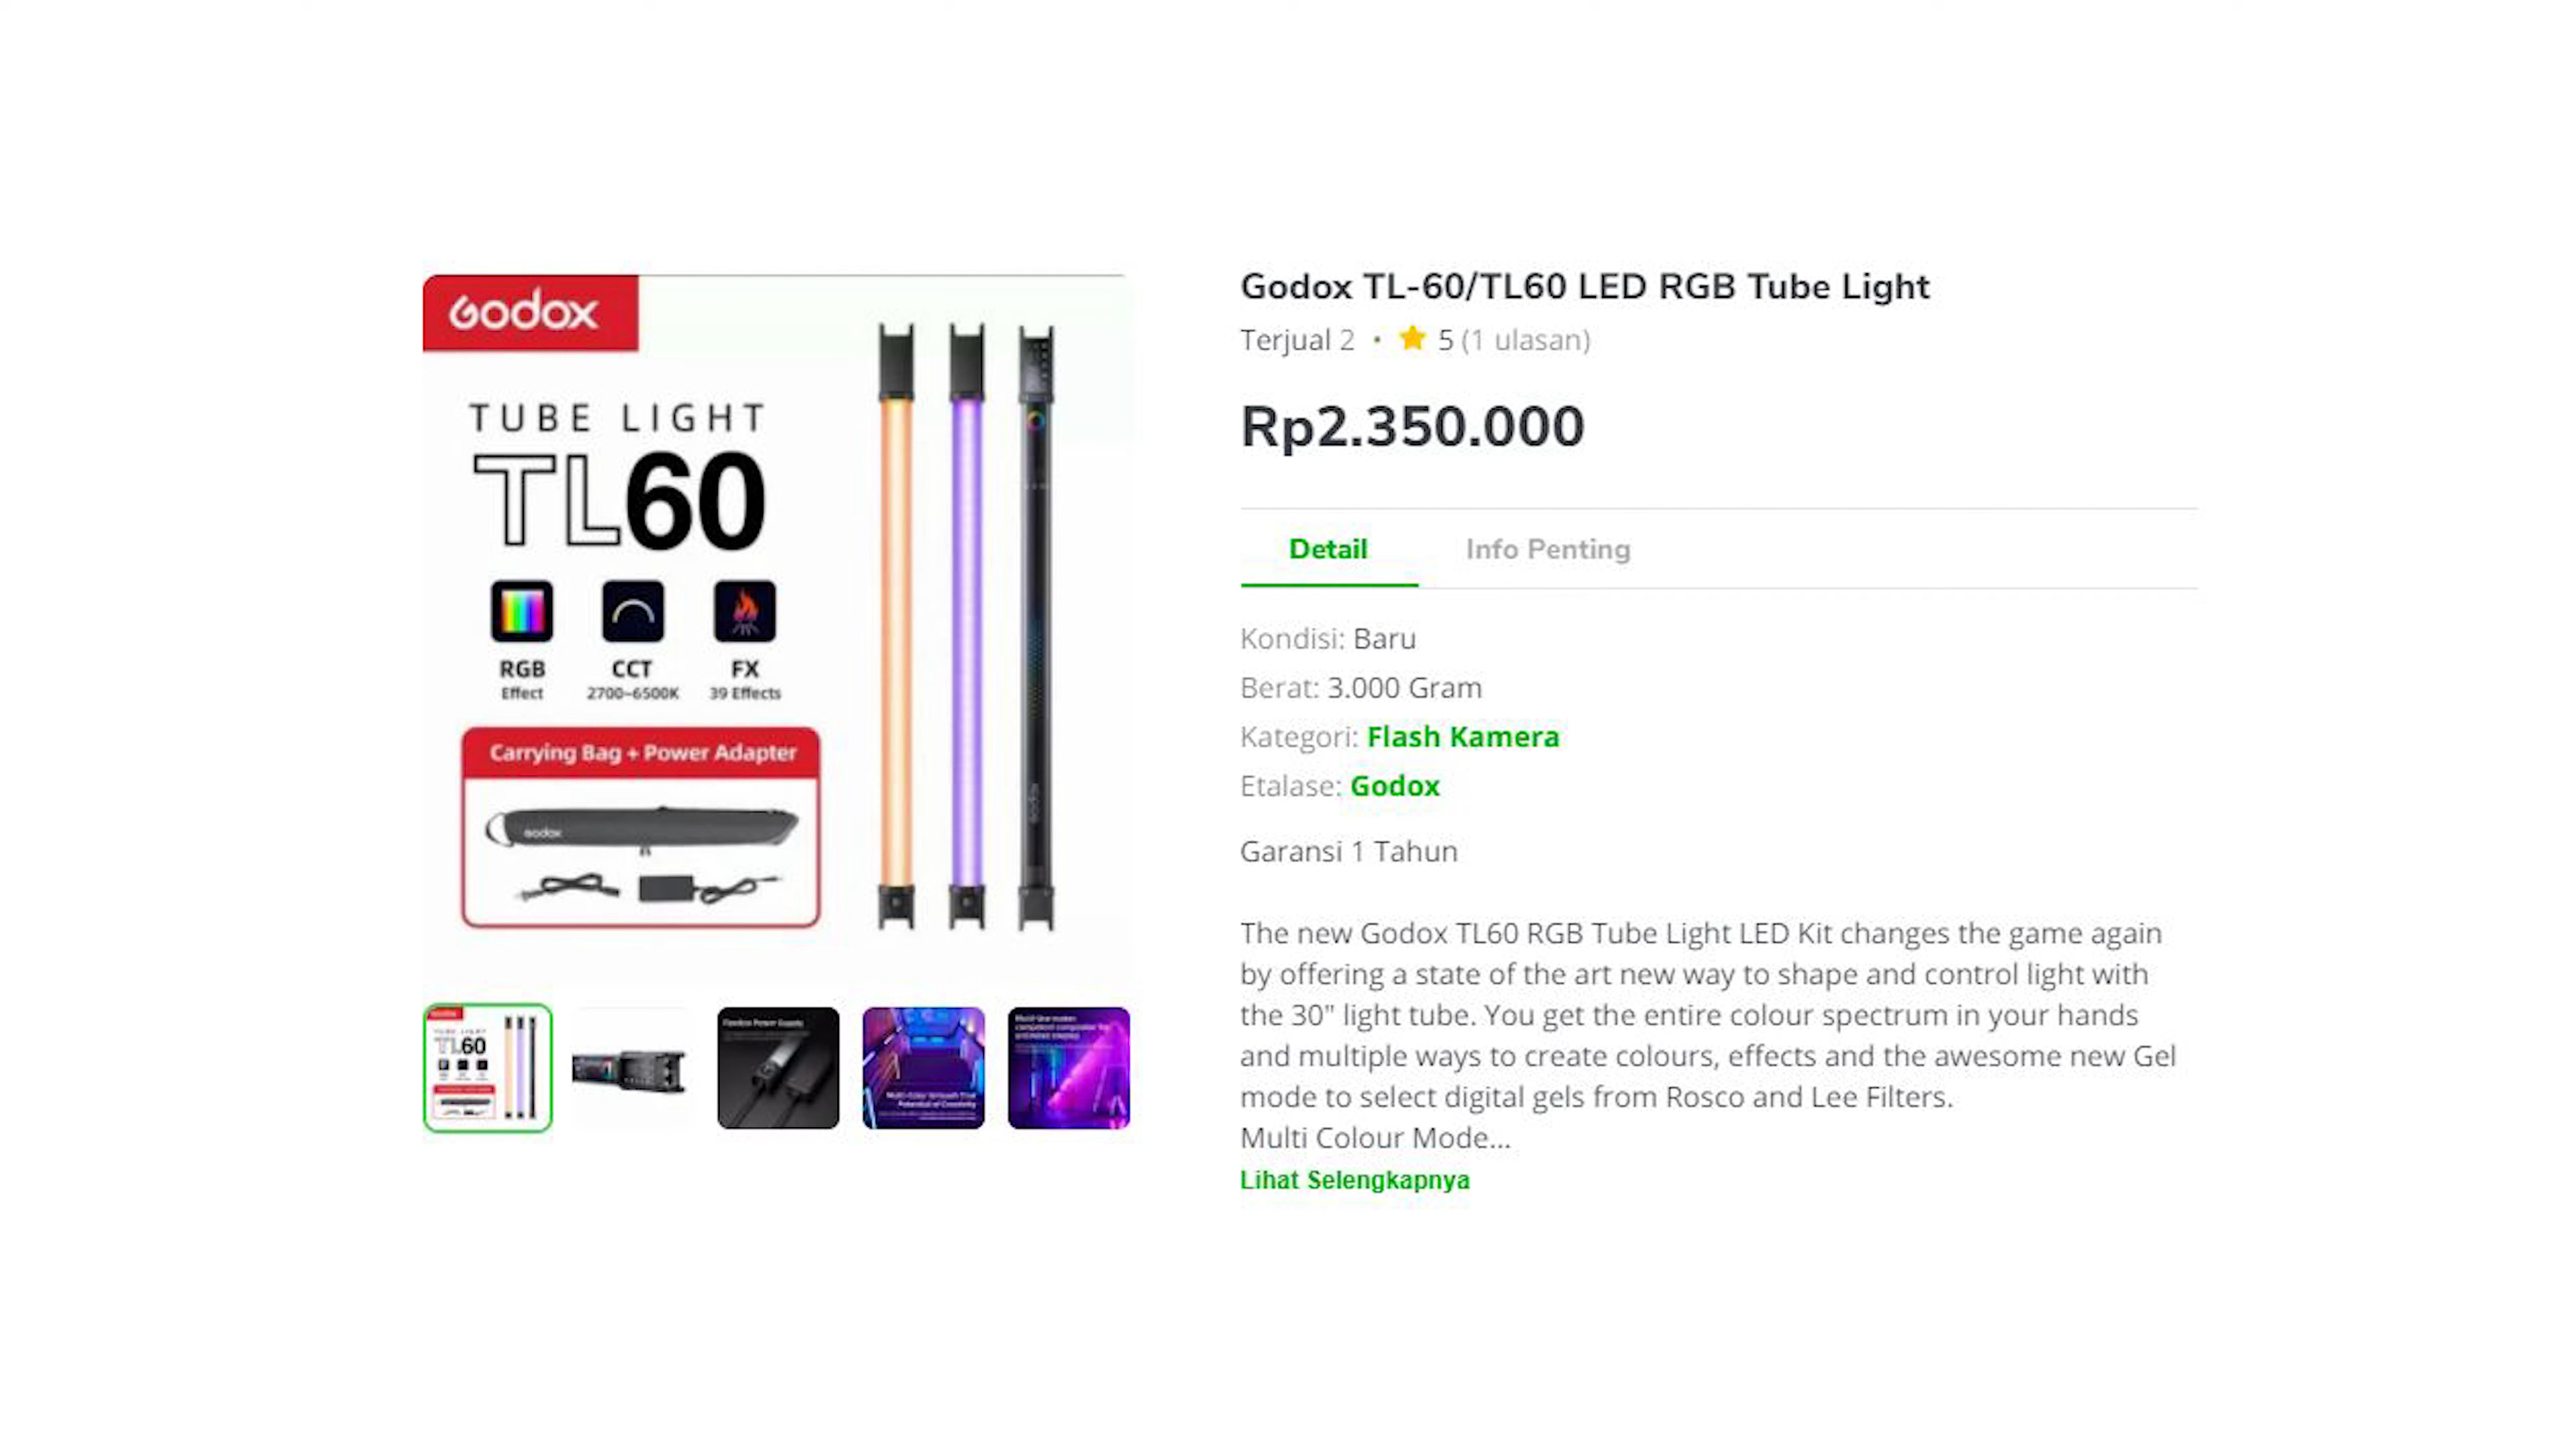 Godox
TUBE LIGHT
TL60
RGB
Effect
CCT
2700~6500K
FX
39 Effects
Carrying Bag + Power Adapter
Godox
Godox
TUBE LIGHT
TL60
Godox TL-60/TL60 LED RGB Tube Light
Terjual 2 • 5 (1 ulasan)
Rp2.350.000
Detail
Info Penting
Kondisi: Baru
Berat: 3.000 Gram
Kategori: Flash Kamera
Etalase: Godox
Garansi 1 Tahun
The new Godox TL60 RGB Tube Light LED Kit changes the game again
by offering a state of the art new way to shape and control light with
the 30" light tube. You get the entire colour spectrum in your hands
and multiple ways to create colours, effects and the awesome new Gel
mode to select digital gels from Rosco and Lee Filters.
Multi Colour Mode...
Lihat Selengkapnya